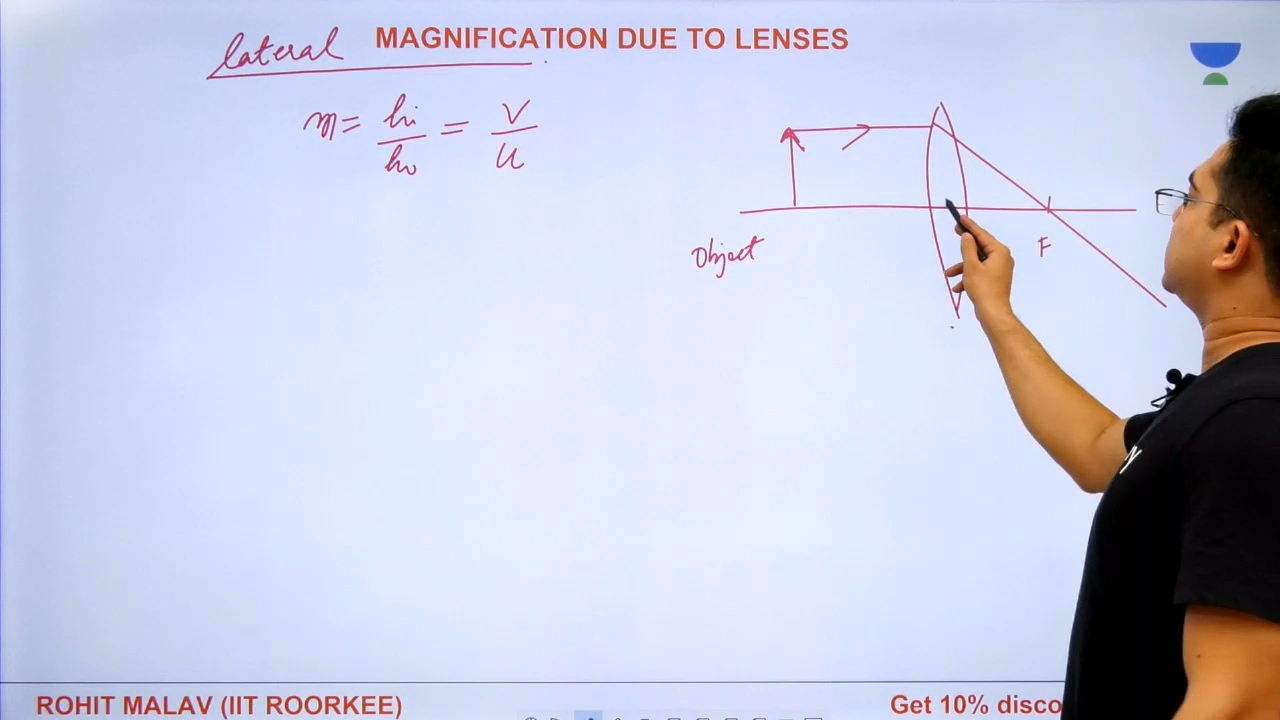 lateral MAGNIFICATION DUE TO LENSES
m = hi/ho = v/u
Object
F
ROHIT MALAV (IIT ROORKEE)
Get 10% disco